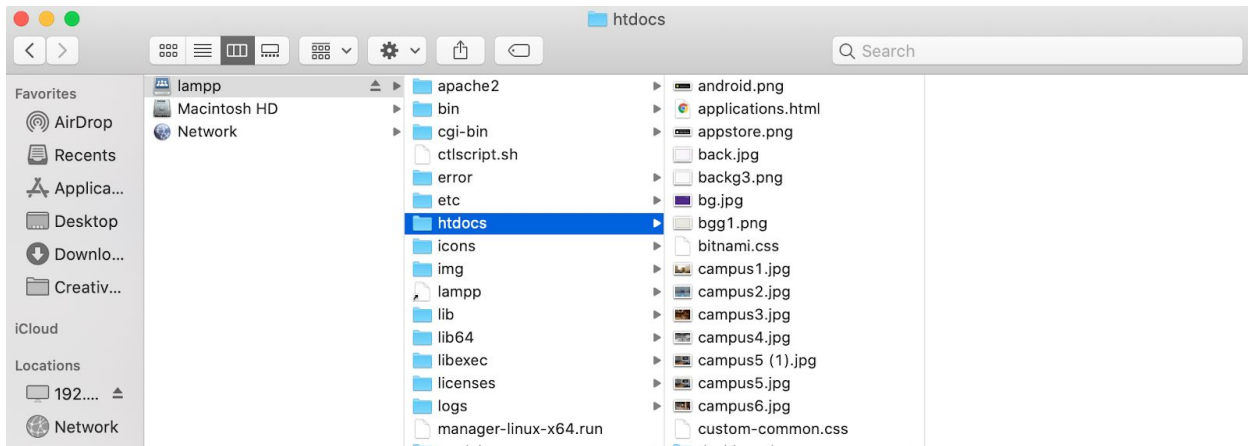 htdocs
Search
Favorites
AirDrop
Recents
Applica...
Desktop
Downlo...
Creativ...
iCloud
Locations
192....
Network
lampp
Macintosh HD
Network
apache2
bin
cgi-bin
ctlscript.sh
error
etc
htdocs
icons
img
lampp
lib
lib64
libexec
licenses
logs
manager-linux-x64.run
android.png
applications.html
appstore.png
back.jpg
backg3.png
bg.jpg
bgg1.png
bitnami.css
campus1.jpg
campus2.jpg
campus3.jpg
campus4.jpg
campus5 (1).jpg
campus5.jpg
campus6.jpg
custom-common.css